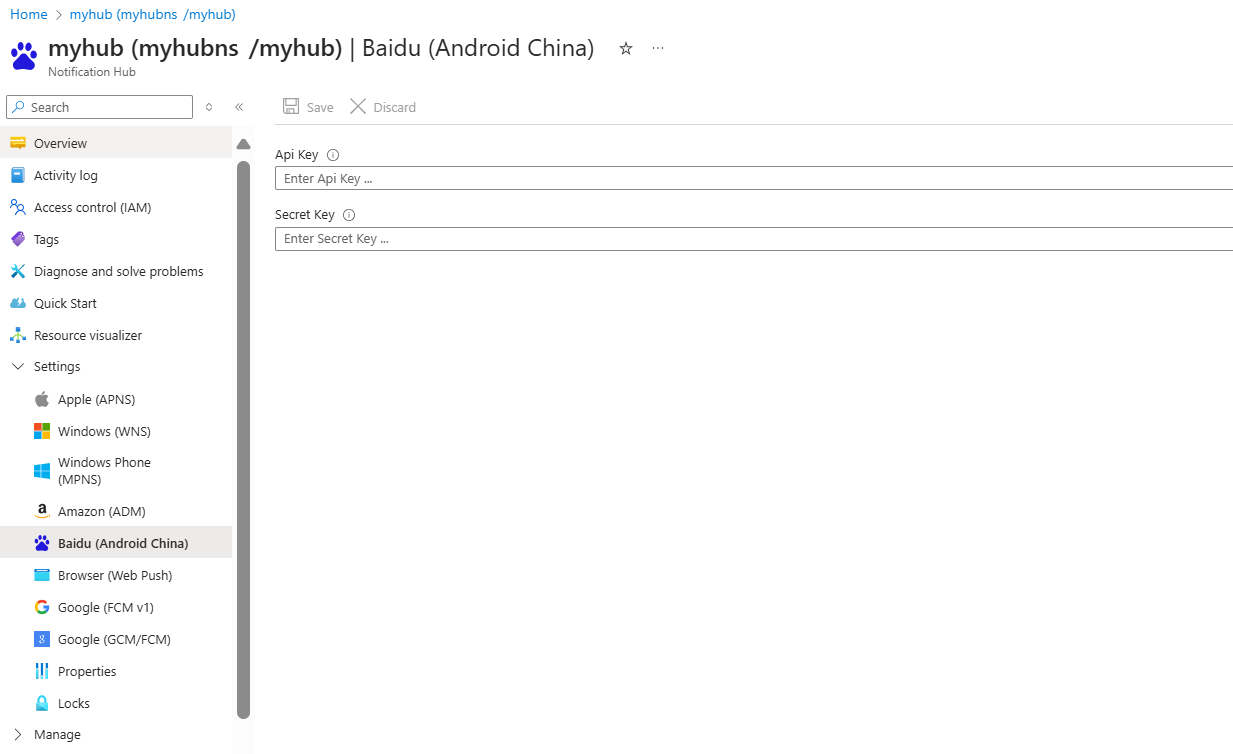 Home > myhub (myhubns /myhub)
myhub (myhubns /myhub) | Baidu (Android China)
Notification Hub
Search
Save
Discard
Overview
Activity log
Access control (IAM)
Tags
Diagnose and solve problems
Quick Start
Resource visualizer
Settings
Apple (APNS)
Windows (WNS)
Windows Phone
(MPNS)
Amazon (ADM)
Baidu (Android China)
Browser (Web Push)
Google (FCM v1)
Google (GCM/FCM)
Properties
Locks
Manage
Api Key
Enter Api Key ...
Secret Key
Enter Secret Key ...